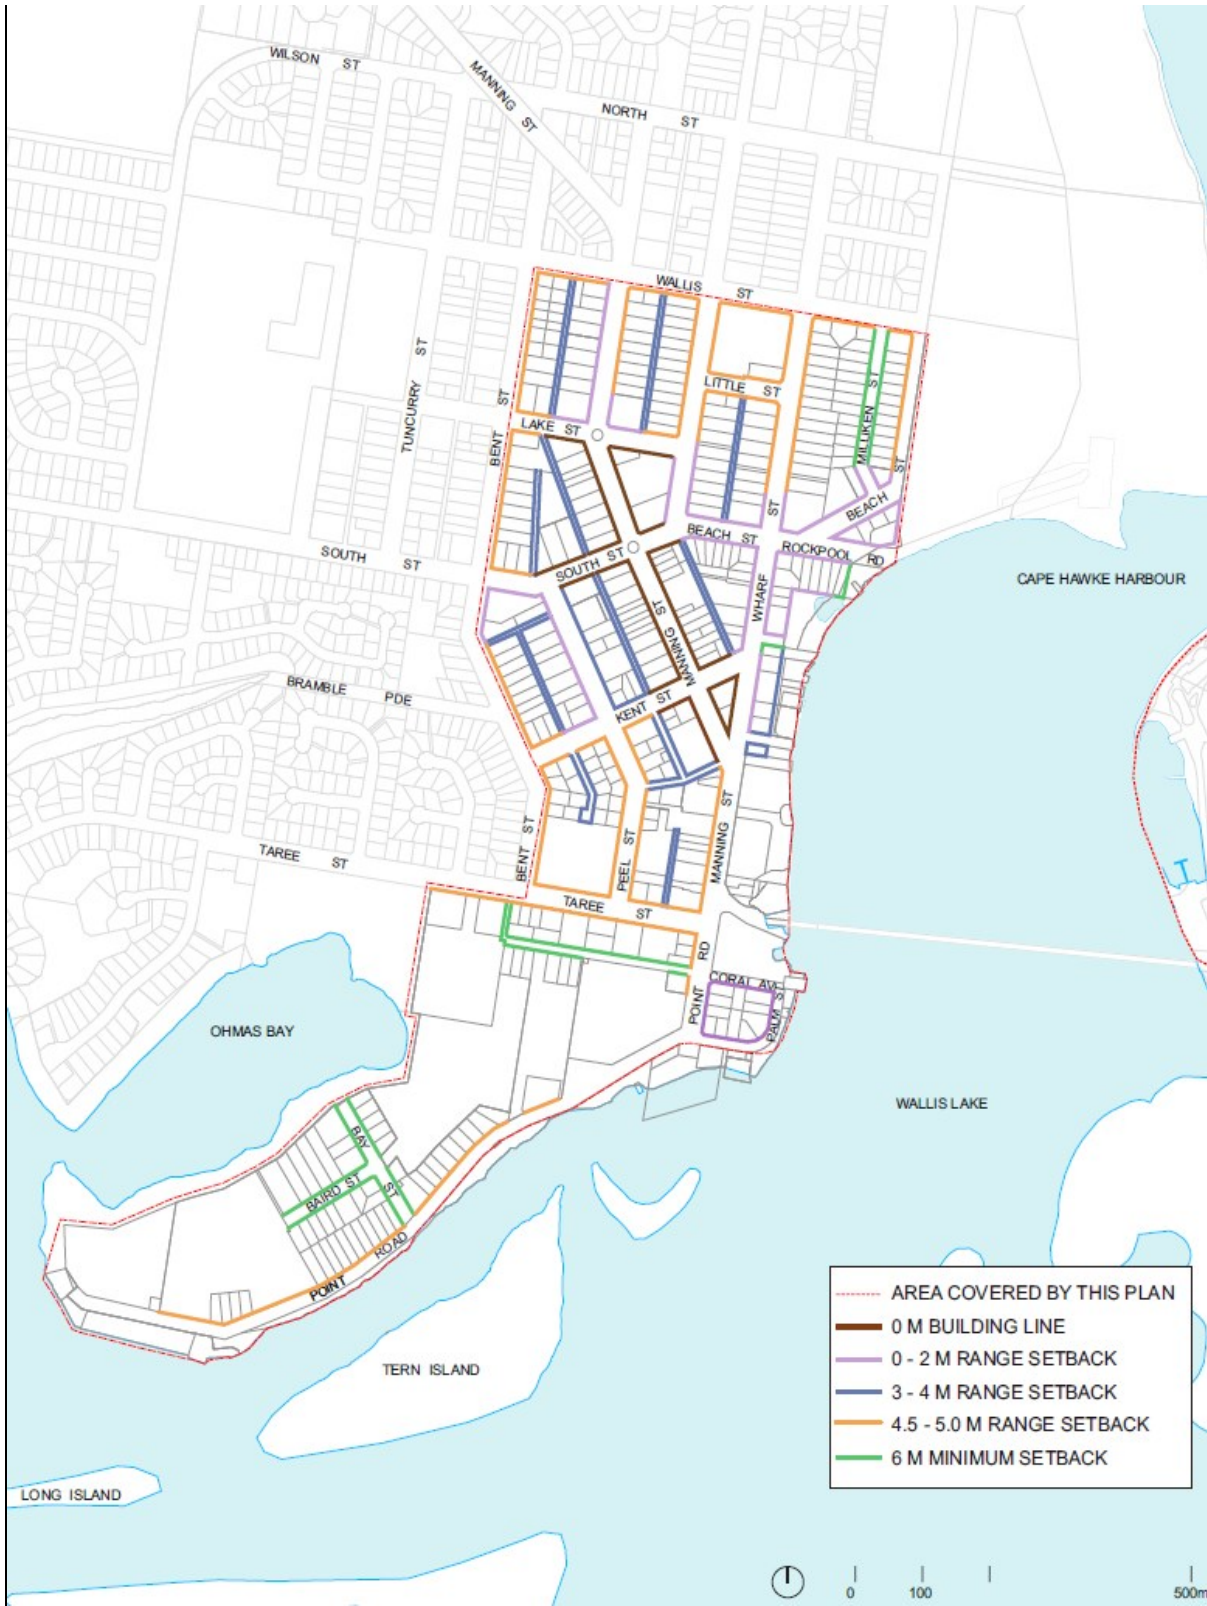 WILSON ST
MANNING ST
NORTH ST
WALLIS ST
TUNCURRY ST
BENT ST
LITTLE ST
LAKE ST
MILLIKEN ST
BEACH ST
BEACH ST
ST
ROCKPOOL RD
SOUTH ST
SOUTH ST
CAPE HAWKE HARBOUR
WHARF
MANNING ST
BRAMBLE PDE
KENT ST
TAREE ST
BENT ST
PEEL ST
MANNING ST
TAREE ST
POINT RD
CORAL AV
PALM S
OHMAS BAY
WALLIS LAKE
BAY ST
BAIRD ST
POINT ROAD
TERN ISLAND
LONG ISLAND
AREA COVERED BY THIS PLAN
0 M BUILDING LINE
0 - 2 M RANGE SETBACK
3 - 4 M RANGE SETBACK
4.5 - 5.0 M RANGE SETBACK
6 M MINIMUM SETBACK
0 100 500m